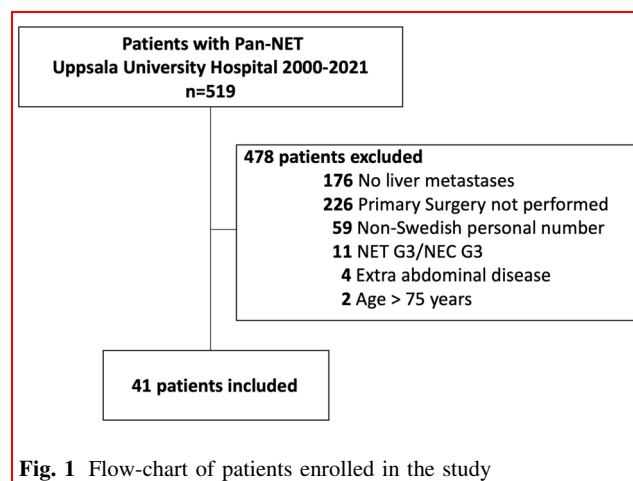 Patients with Pan-NET
Uppsala University Hospital 2000-2021
n=519
478 patients excluded
176 No liver metastases
226 Primary Surgery not performed
59 Non-Swedish personal number
11 NET G3/NEC G3
4 Extra abdominal disease
2 Age > 75 years
41 patients included
Fig. 1 Flow-chart of patients enrolled in the study